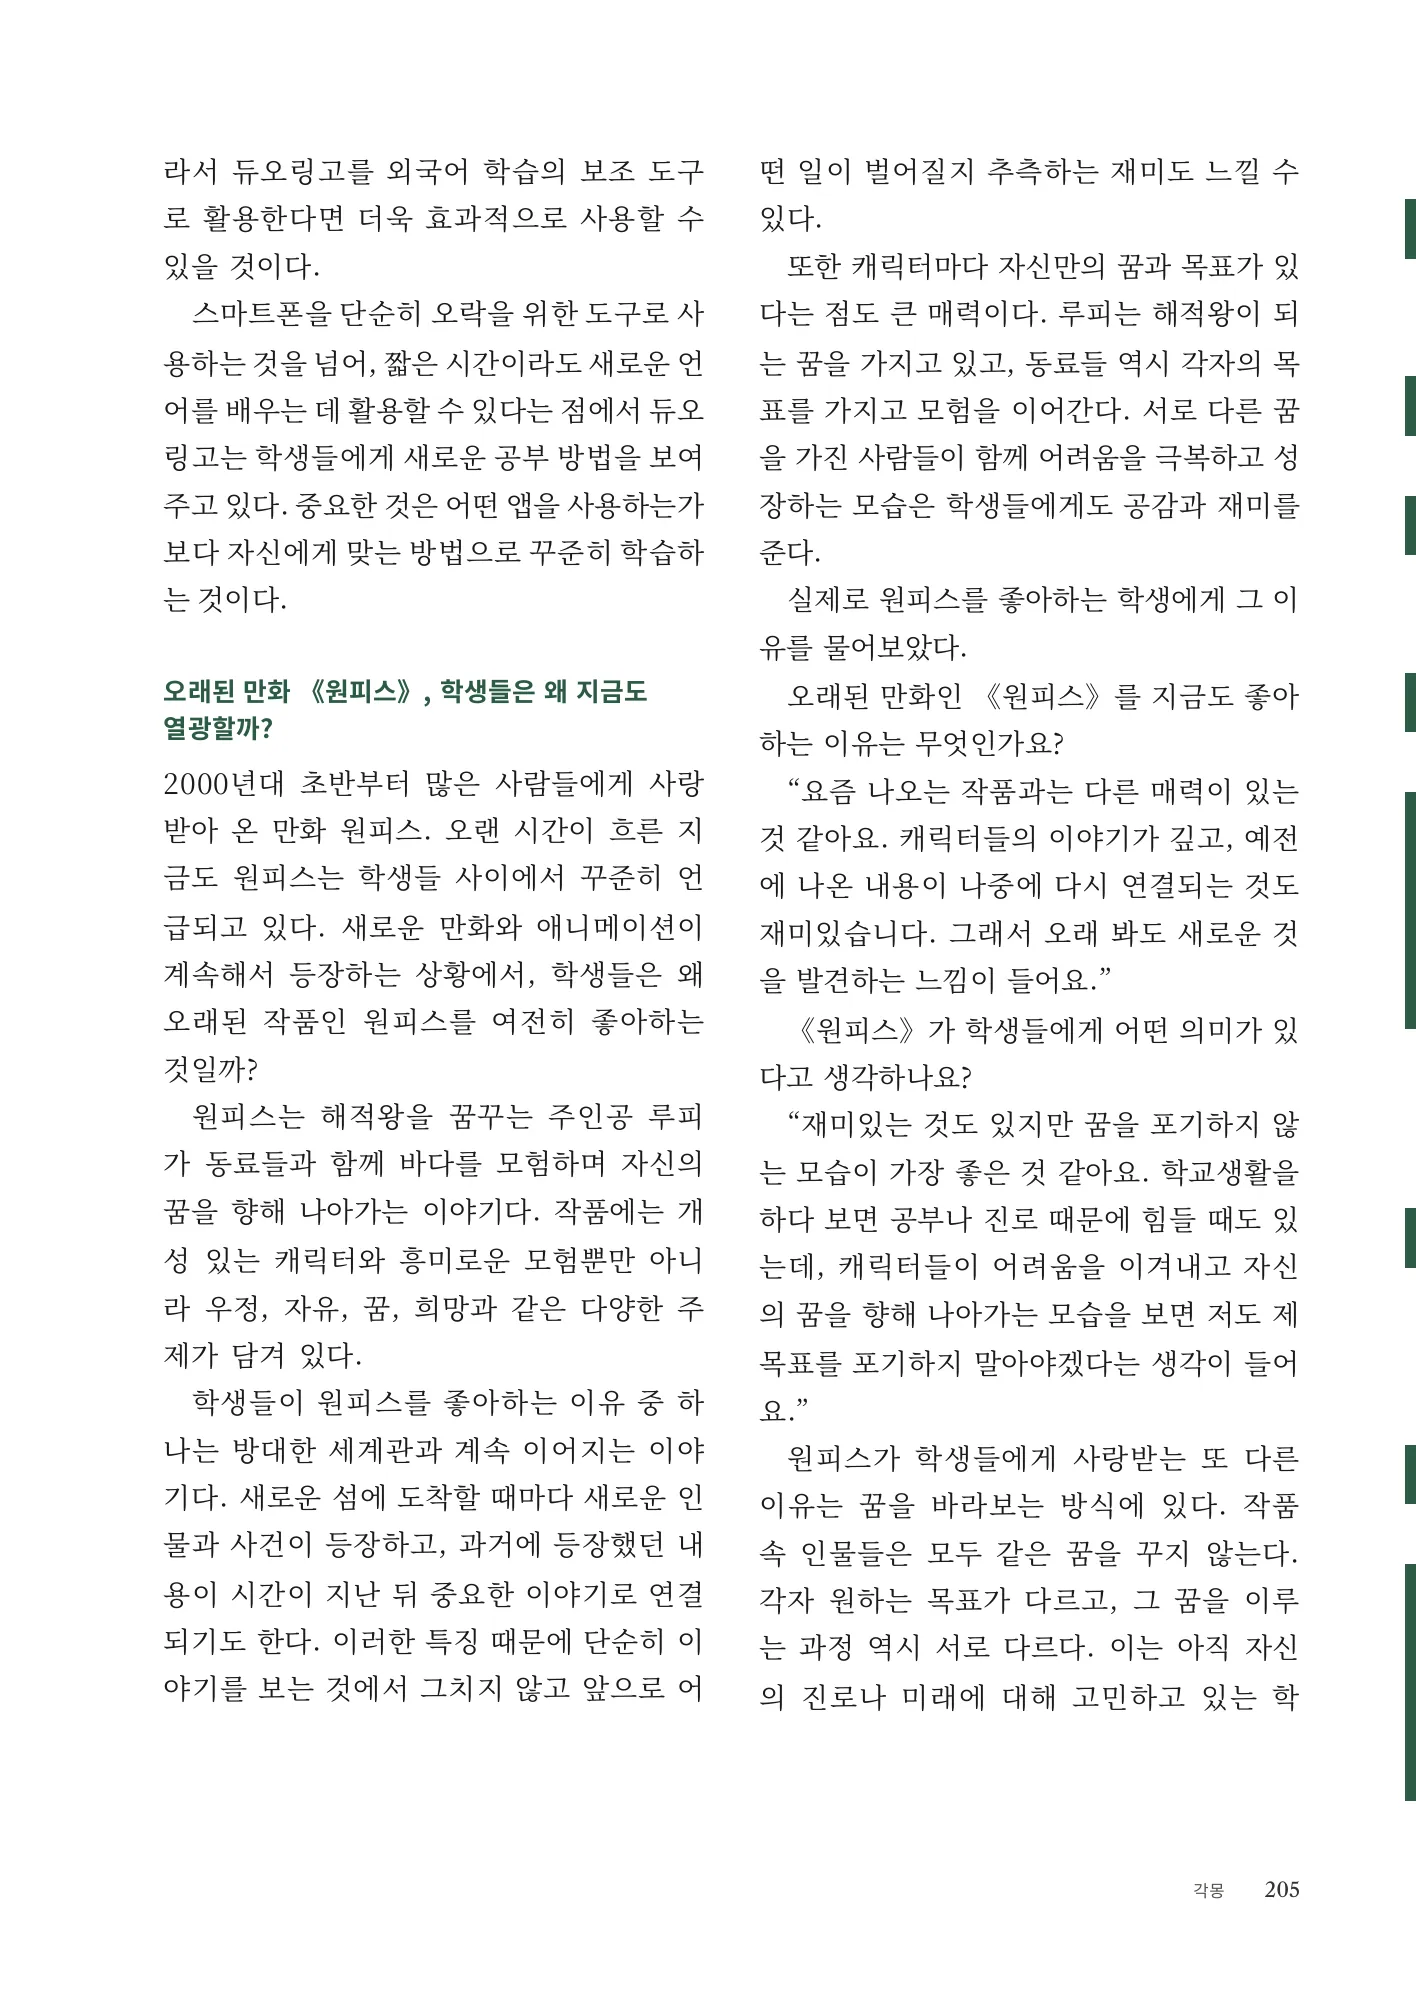 라서 듀오링고를 외국어 학습의 보조 도구
로 활용한다면 더욱 효과적으로 사용할 수
있을 것이다.
스마트폰을 단순히 오락을 위한 도구로 사
용하는 것을 넘어, 짧은 시간이라도 새로운 언
어를 배우는 데 활용할 수 있다는 점에서 듀오
링고는 학생들에게 새로운 공부 방법을 보여
주고 있다. 중요한 것은 어떤 앱을 사용하는가
보다 자신에게 맞는 방법으로 꾸준히 학습하
는 것이다.
오래된 만화 《원피스》, 학생들은 왜 지금도
열광할까?
2000년대 초반부터 많은 사람들에게 사랑
받아 온 만화 원피스. 오랜 시간이 흐른 지
금도 원피스는 학생들 사이에서 꾸준히 언
급되고 있다. 새로운 만화와 애니메이션이
계속해서 등장하는 상황에서, 학생들은 왜
오래된 작품인 원피스를 여전히 좋아하는
것일까?
원피스는 해적왕을 꿈꾸는 주인공 루피
가 동료들과 함께 바다를 모험하며 자신의
꿈을 향해 나아가는 이야기다. 작품에는 개
성 있는 캐릭터와 흥미로운 모험뿐만 아니
라 우정, 자유, 꿈, 희망과 같은 다양한 주
제가 담겨 있다.
학생들이 원피스를 좋아하는 이유 중 하
나는 방대한 세계관과 계속 이어지는 이야
기다. 새로운 섬에 도착할 때마다 새로운 인
물과 사건이 등장하고, 과거에 등장했던 내
용이 시간이 지난 뒤 중요한 이야기로 연결
되기도 한다. 이러한 특징 때문에 단순히 이
야기를 보는 것에서 그치지 않고 앞으로 어
떤 일이 벌어질지 추측하는 재미도 느낄 수
있다.
또한 캐릭터마다 자신만의 꿈과 목표가 있
다는 점도 큰 매력이다. 루피는 해적왕이 되
는 꿈을 가지고 있고, 동료들 역시 각자의 목
표를 가지고 모험을 이어간다. 서로 다른 꿈
을 가진 사람들이 함께 어려움을 극복하고 성
장하는 모습은 학생들에게도 공감과 재미를
준다.
실제로 원피스를 좋아하는 학생에게 그 이
유를 물어보았다.
오래된 만화인 《원피스》를 지금도 좋아
하는 이유는 무엇인가요?
“요즘 나오는 작품과는 다른 매력이 있는
것 같아요. 캐릭터들의 이야기가 깊고, 예전
에 나온 내용이 나중에 다시 연결되는 것도
재미있습니다. 그래서 오래 봐도 새로운 것
을 발견하는 느낌이 들어요.”
《원피스》가 학생들에게 어떤 의미가 있
다고 생각하나요?
“재미있는 것도 있지만 꿈을 포기하지 않
는 모습이 가장 좋은 것 같아요. 학교생활을
하다 보면 공부나 진로 때문에 힘들 때도 있
는데, 캐릭터들이 어려움을 이겨내고 자신
의 꿈을 향해 나아가는 모습을 보면 저도 제
목표를 포기하지 말아야겠다는 생각이 들어
요.”
원피스가 학생들에게 사랑받는 또 다른
이유는 꿈을 바라보는 방식에 있다. 작품
속 인물들은 모두 같은 꿈을 꾸지 않는다.
각자 원하는 목표가 다르고, 그 꿈을 이루
는 과정 역시 서로 다르다. 이는 아직 자신
의 진로나 미래에 대해 고민하고 있는 학
각몽 205